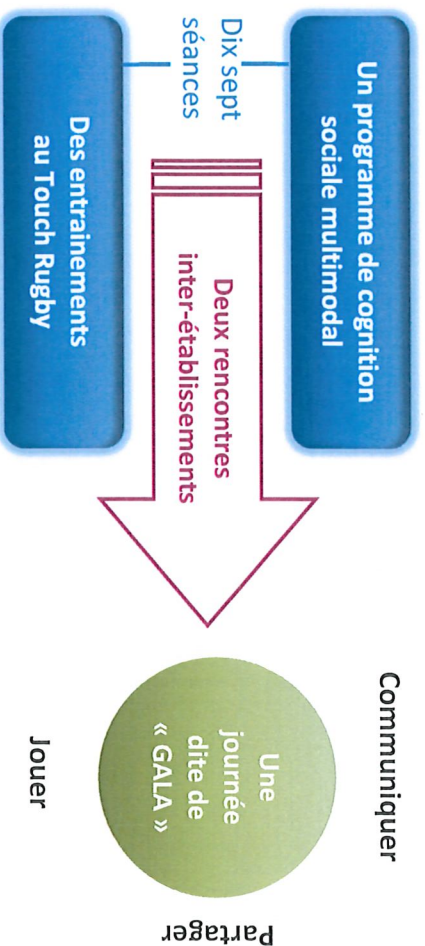 Un programme de cognition
sociale multimodal
Dix sept
séances
Des entrainements
au Touch Rugby
Deux rencontres
inter-établissements
Une
journée
dite de
« GALA »
Communiquer
Partager
Jouer